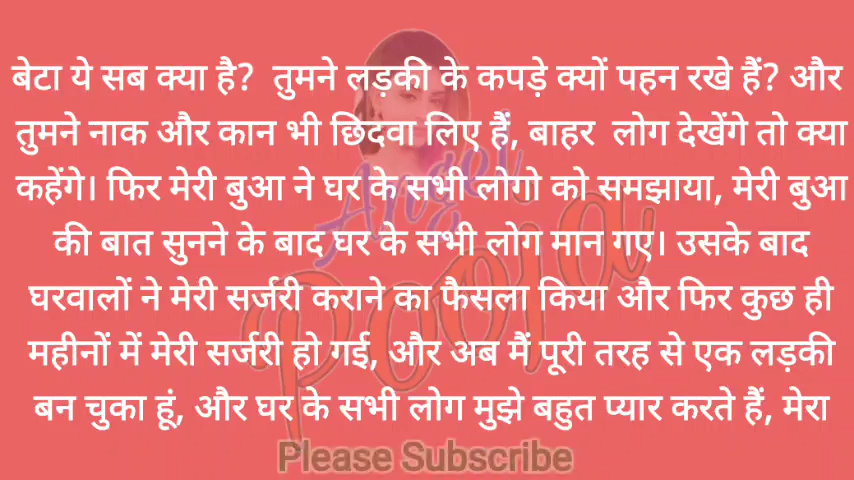 बेटा ये सब क्या है? तुमने लड़की के कपड़े क्यों पहन रखे हैं? और
तुमने नाक और कान भी छिदवा लिए हैं, बाहर लोग देखेंगे तो क्या
कहेंगे। फिर मेरी बुआ ने घर के सभी लोगो को समझाया, मेरी बुआ
की बात सुनने के बाद घर के सभी लोग मान गए। उसके बाद
घरवालों ने मेरी सर्जरी कराने का फैसला किया और फिर कुछ ही
महीनों में मेरी सर्जरी हो गई, और अब मैं पूरी तरह से एक लड़की
बन चुका हूं, और घर के सभी लोग मुझे बहुत प्यार करते हैं, मेरा
Angel
Pooja
Please Subscribe